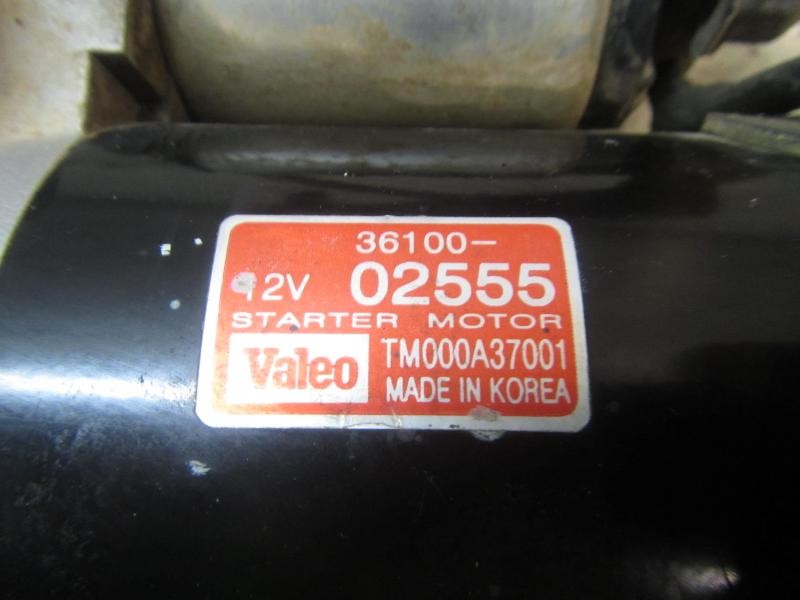 36100-
12V 02555
STARTER MOTOR
Valeo TM000A37001
MADE IN KOREA